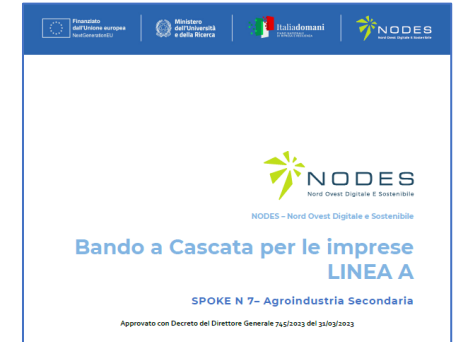 Finanziato
dall'Unione europea
NextGenerationEU
Ministero
dell'Università
e della Ricerca
Italiadomani
NODES
Nord Ovest Digitale e Sostenibile
NODES
Nord Ovest Digitale E Sostenibile
NODES – Nord Ovest Digitale e Sostenibile
Bando a Cascata per le imprese
LINEA A
SPOKE N 7– Agroindustria Secondaria
Approvato con Decreto del Direttore Generale 745/2023 del 31/03/2023